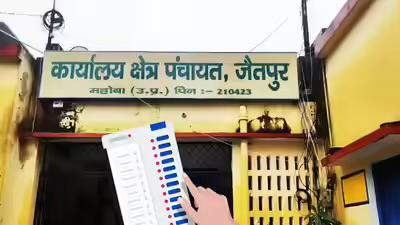 कार्यालय क्षेत्र पंचायत, जैतपुर
महोबा (उ.प्र.) पिन :- 210423